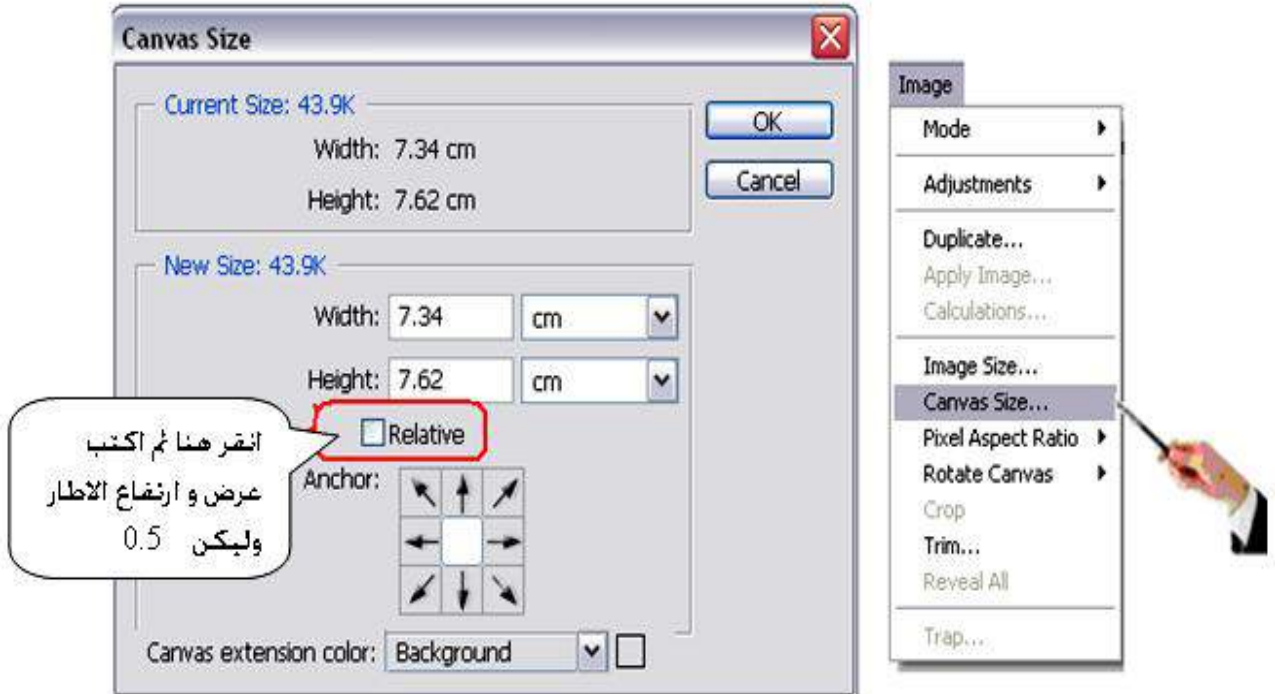 Canvas Size
Current Size: 43.9K
Width: 7.34 cm
Height: 7.62 cm
OK
Cancel
New Size: 43.9K
Width: 7.34 cm
Height: 7.62 cm
Relative
Anchor:
Canvas extension color: Background
انقر هنا ثم اكتب
عرض و ارتفاع الاطار
وليكن 0.5
Image
Mode
Adjustments
Duplicate...
Apply Image...
Calculations...
Image Size...
Canvas Size...
Pixel Aspect Ratio
Rotate Canvas
Crop
Trim...
Reveal All
Trap...